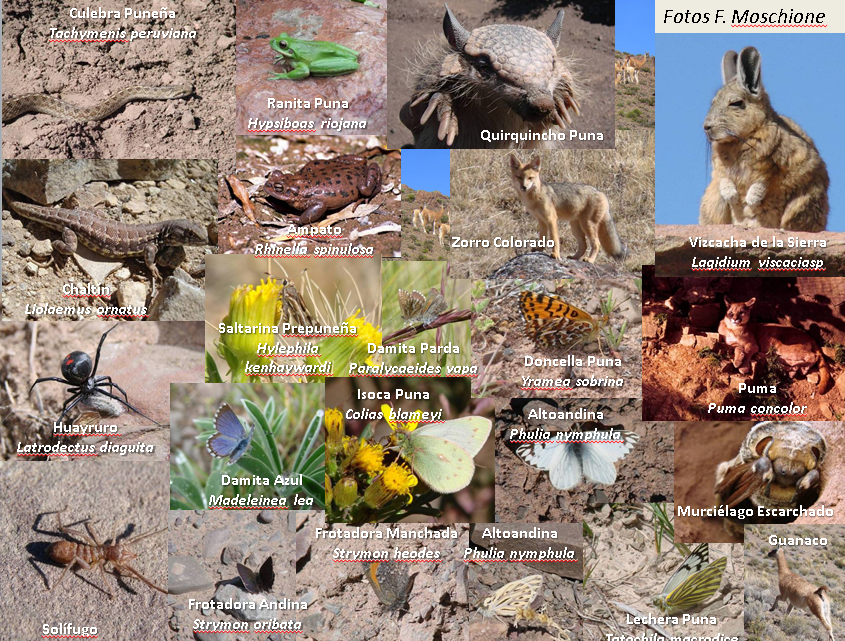 Culebra Puneña
Tachymenis peruviana
Fotos F. Moschione
Ranita Puna
Hypsiboas riojana
Quirquincho Puna
Ampato
Rhinella spinulosa
Zorro Colorado
Vizcacha de la Sierra
Lagidium viscaciasp
Chaltin
Liolaemus ornatus
Saltarina Prepuneña
Hylephila
kenhaywardi
Damita Parda
Paralycaeides vapa
Doncella Puna
Yramea sobrina
Puma
Puma concolor
Huavruro
Latrodectus diaguita
Isoca Puna
Colias blameyi
Altoandina
Phulia nymphula
Damita Azul
Madeleinea lea
Murciélago Escarchado
Frotadora Manchada
Strymon heodes
Altoandina
Phulia nymphula
Guanaco
Frotadora Andina
Strymon oribata
Lechera Puna
Tatochila macrodice
Solífugo